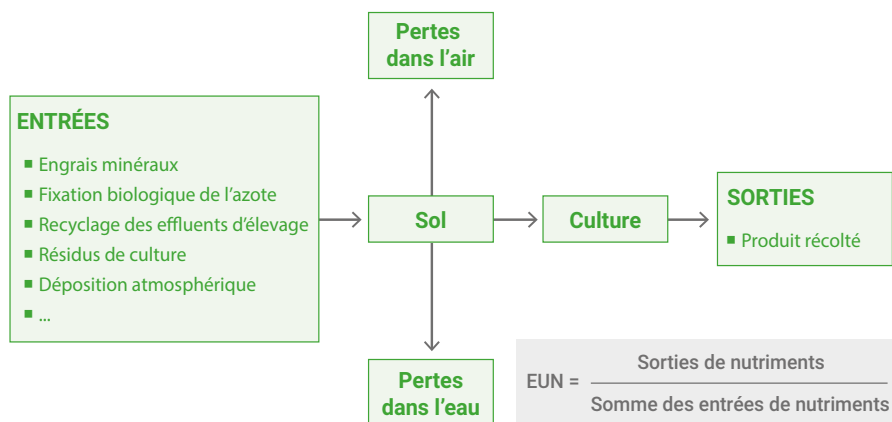 Pertes
dans l’air
ENTRÉES
■ Engrais minéraux
■ Fixation biologique de l’azote
■ Recyclage des effluents d’élevage
■ Résidus de culture
■ Déposition atmosphérique
■ ...
Sol
Culture
SORTIES
■ Produit récolté
Pertes
dans l’eau
EUN =
Sorties de nutriments
Somme des entrées de nutriments